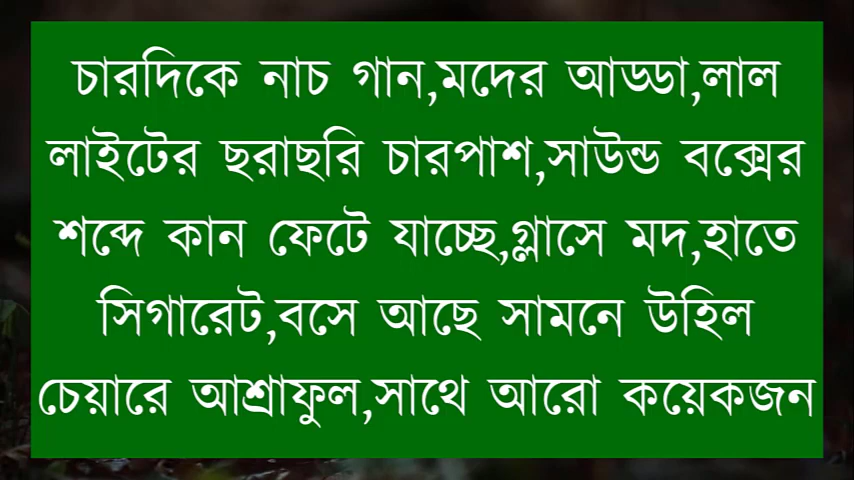 চারদিকে নাচ গান,মদের আড্ডা,লাল
লাইটের ছরাছরি চারপাশ,সাউন্ড বক্সের
শব্দে কান ফেটে যাচ্ছে,গ্লাসে মদ,হাতে
সিগারেট,বসে আছে সামনে উহিল
চেয়ারে আশ্রাফুল,সাথে আরো কয়েকজন